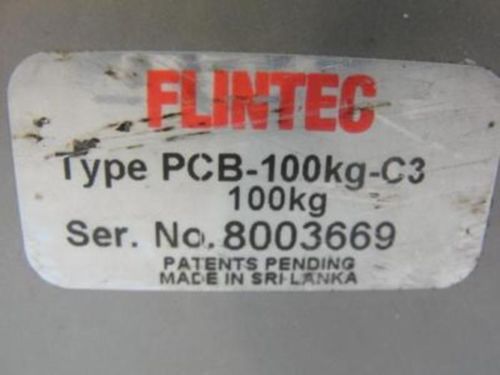 FLINTEC
Type PCB-100kg-C3
100kg
Ser. No. 8003669
PATENTS PENDING
MADE IN SRI LANKA